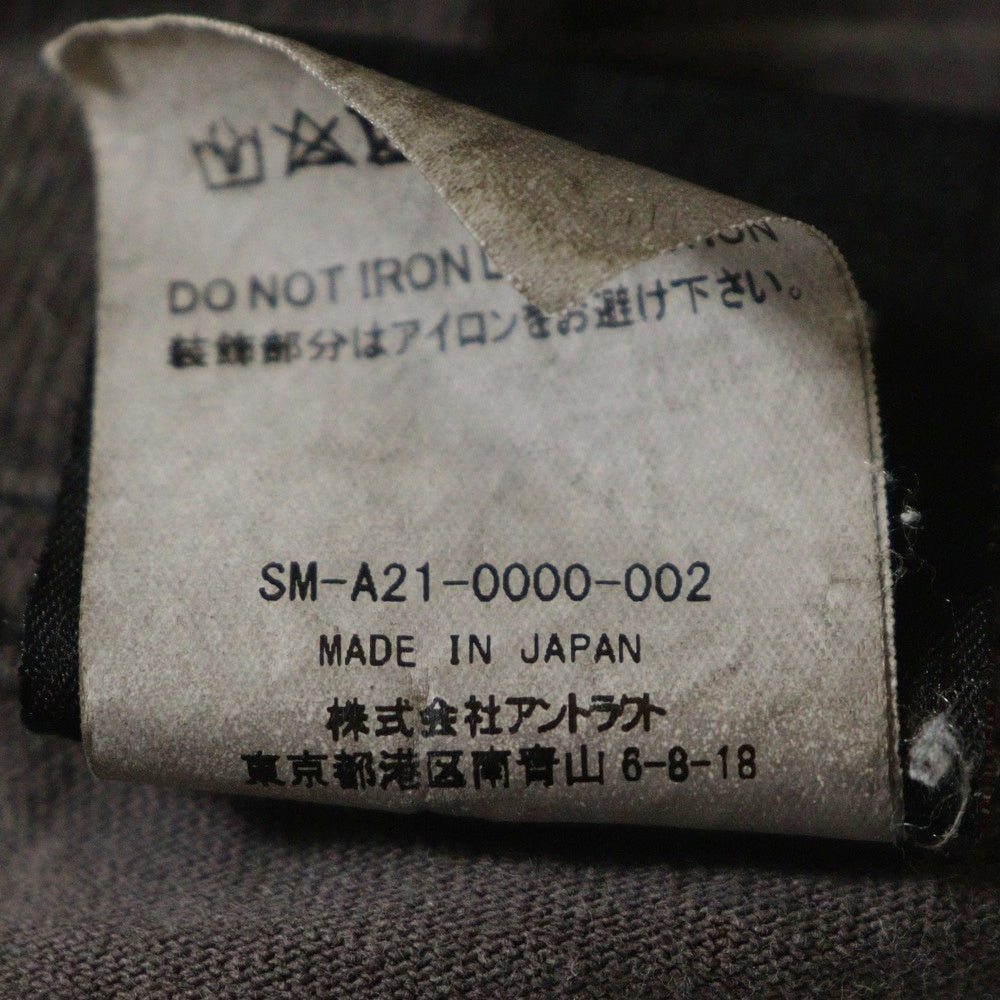 DO NOT IRON
装飾部分はアイロンをお避け下さい。
SM-A21-0000-002
MADE IN JAPAN
株式会社アントラクト
東京都港区南青山 6-8-18